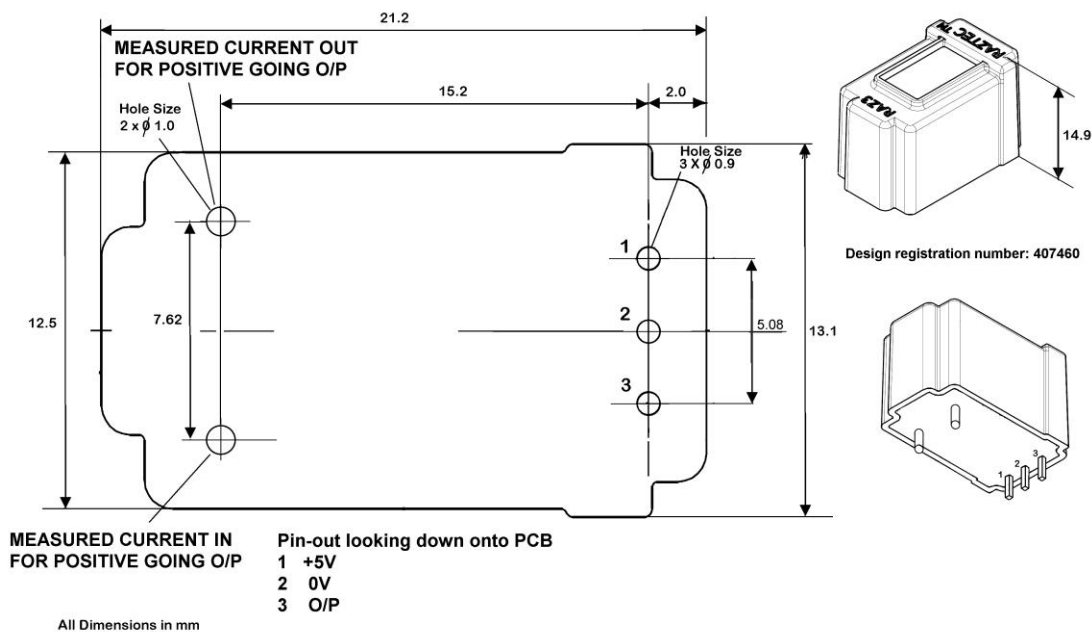 21.2
MEASURED CURRENT OUT
FOR POSITIVE GOING O/P
15.2
2.0
Hole Size
2 x ϕ 1.0
Hole Size
3 X ϕ 0.9
RAZTEC ™
RAZ3
14.9
Design registration number: 407460
1
2
3
12.5
7.62
5.08
13.1
1
2
3
MEASURED CURRENT IN
FOR POSITIVE GOING O/P
Pin-out looking down onto PCB
1 +5V
2 0V
3 O/P
All Dimensions in mm